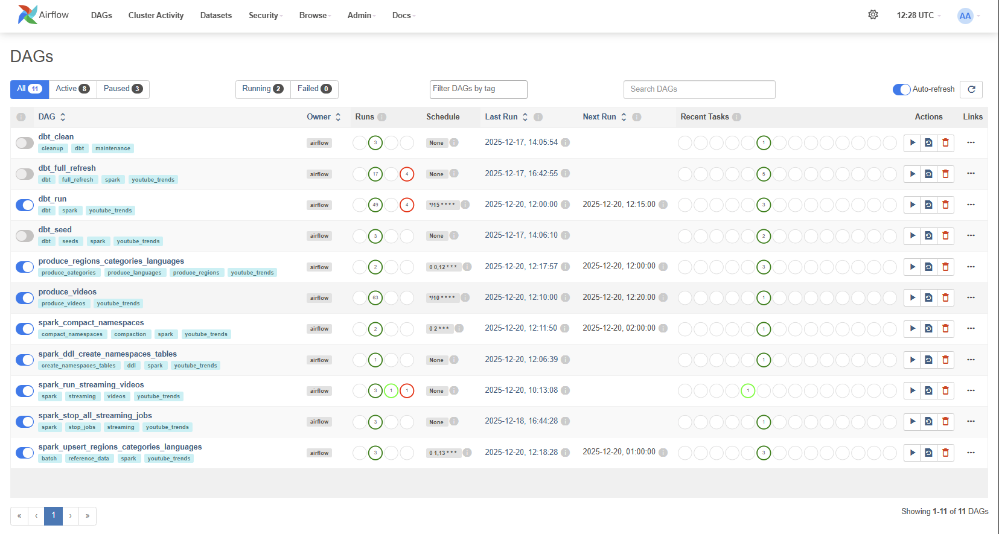 Airflow DAGs Cluster Activity Datasets Security Browse Admin Docs 12:28 UTC AA
DAGs
All 11 Active 8 Paused 3 Running 2 Failed 0 Filter DAGs by tag Search DAGs Auto-refresh
DAG Owner Runs Schedule Last Run Next Run Recent Tasks Actions Links
dbt_clean
airflow 3 None 2025-12-17, 14:05:54 1
cleanup dbt maintenance
dbt_full_refresh
airflow 17 4 None 2025-12-17, 16:42:55 5
dbt full_refresh spark youtube_trends
dbt_run
airflow 49 4 */15 * * * * 2025-12-20, 12:00:00 2025-12-20, 12:15:00 3
dbt spark youtube_trends
dbt_seed
airflow 3 None 2025-12-17, 14:06:10 2
dbt seeds spark youtube_trends
produce_regions_categories_languages
airflow 2 0 0,12 * * * 2025-12-20, 12:17:57 2025-12-20, 12:00:00 3
produce_categories produce_languages produce_regions youtube_trends
produce_videos
airflow 63 */10 * * * * 2025-12-20, 12:10:00 2025-12-20, 12:20:00 1
produce_videos youtube_trends
spark_compact_namespaces
airflow 2 0 2 * * * 2025-12-20, 12:11:50 2025-12-20, 02:00:00 1
compact_namespaces compaction spark youtube_trends
spark_ddl_create_namespaces_tables
airflow 1 None 2025-12-20, 12:06:39 1
create_namespaces_tables ddl spark youtube_trends
spark_run_streaming_videos
airflow 3 1 1 None 2025-12-20, 10:13:08 1
spark streaming videos youtube_trends
spark_stop_all_streaming_jobs
airflow 3 None 2025-12-18, 16:44:28 1
spark stop_jobs streaming youtube_trends
spark_upsert_regions_categories_languages
airflow 3 0 1,13 * * * 2025-12-20, 12:18:28 2025-12-20, 01:00:00 3
batch reference_data spark youtube_trends
« ‹ 1 › »
Showing 1-11 of 11 DAGs